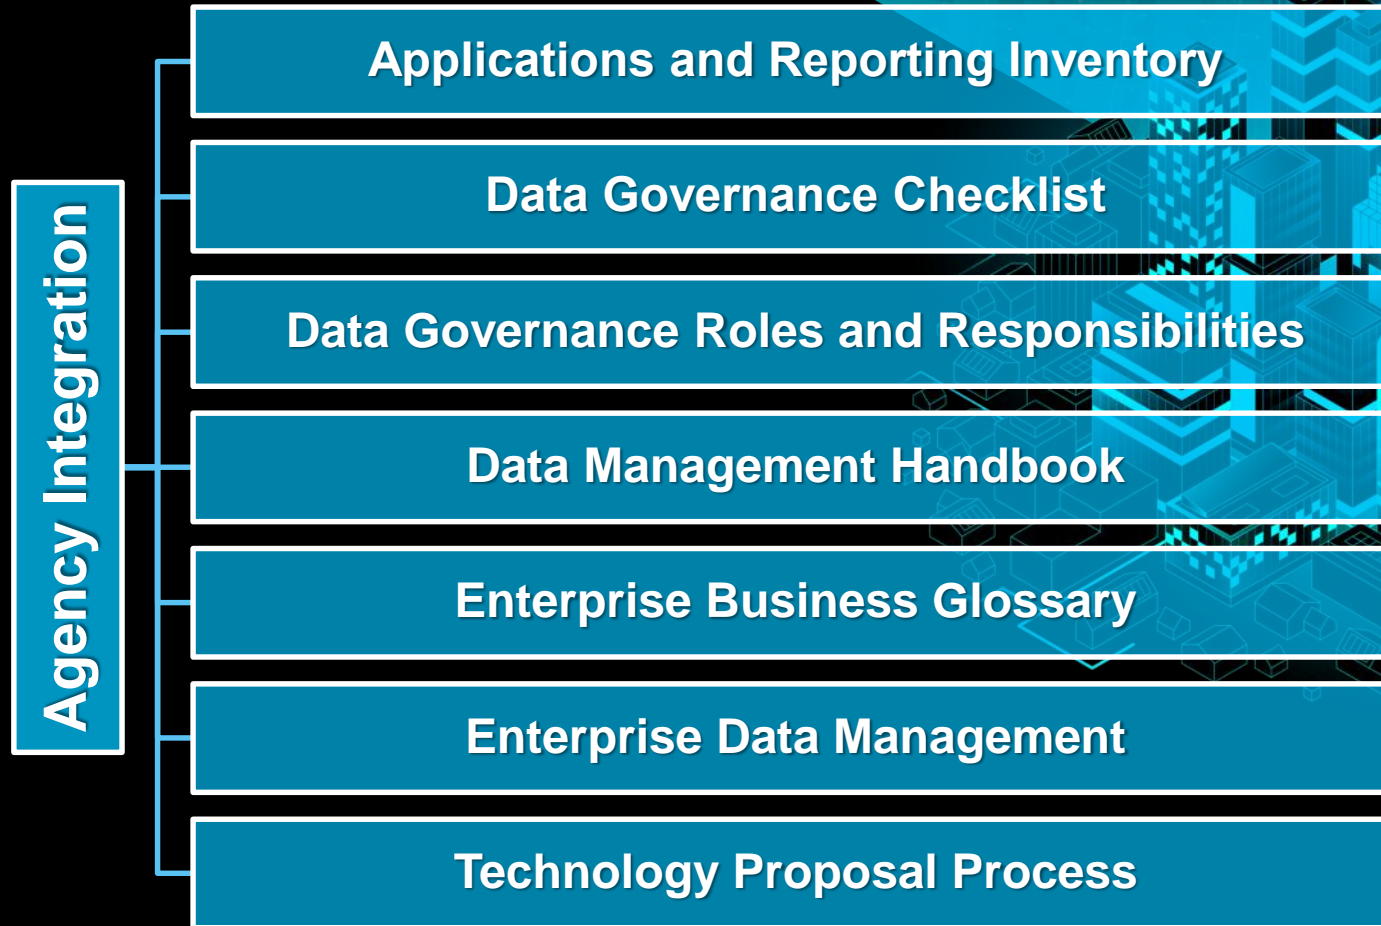 Agency Integration
Applications and Reporting Inventory
Data Governance Checklist
Data Governance Roles and Responsibilities
Data Management Handbook
Enterprise Business Glossary
Enterprise Data Management
Technology Proposal Process